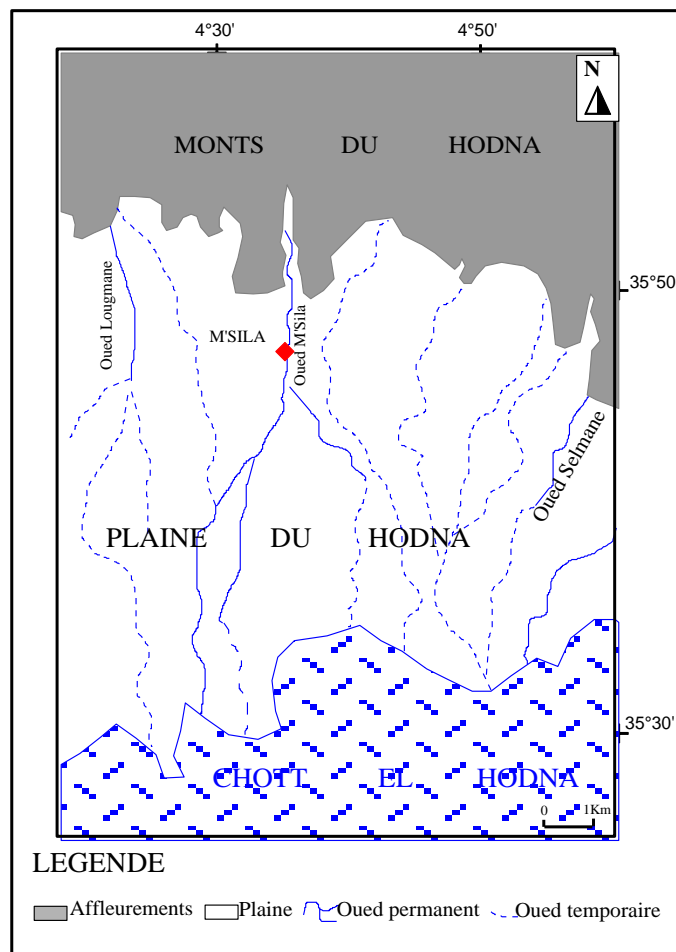 4°30' 4°50'
N
MONTS DU HODNA
35°50
Oued Lougmane
M'SILA
Oued M'Sila
Oued Selmane
PLAINE DU HODNA
35°30'
CHOTT EL HODNA
0 1Km
LEGENDE
Affleurements Plaine Oued permanent Oued temporaire